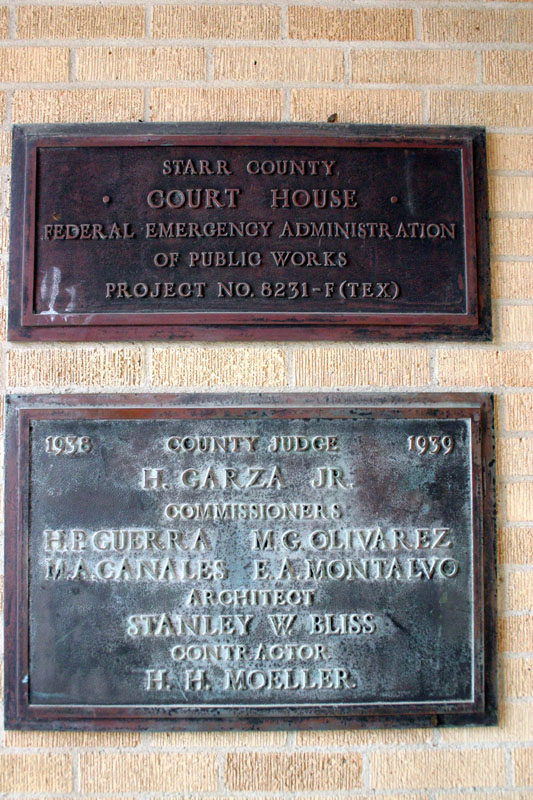 STARR COUNTY
COURT HOUSE
FEDERAL EMERGENCY ADMINISTRATION
OF PUBLIC WORKS
PROJECT NO. 8231-F (TEX)
1938 COUNTY JUDGE 1939
H. GARZA JR.
COMMISSIONERS
H.P. GUERRA M.G. OLIVAREZ
M.A. CANALES E.A. MONTALVO
ARCHITECT
STANLEY W. BLISS
CONTRACTOR
H. H. MOELLER